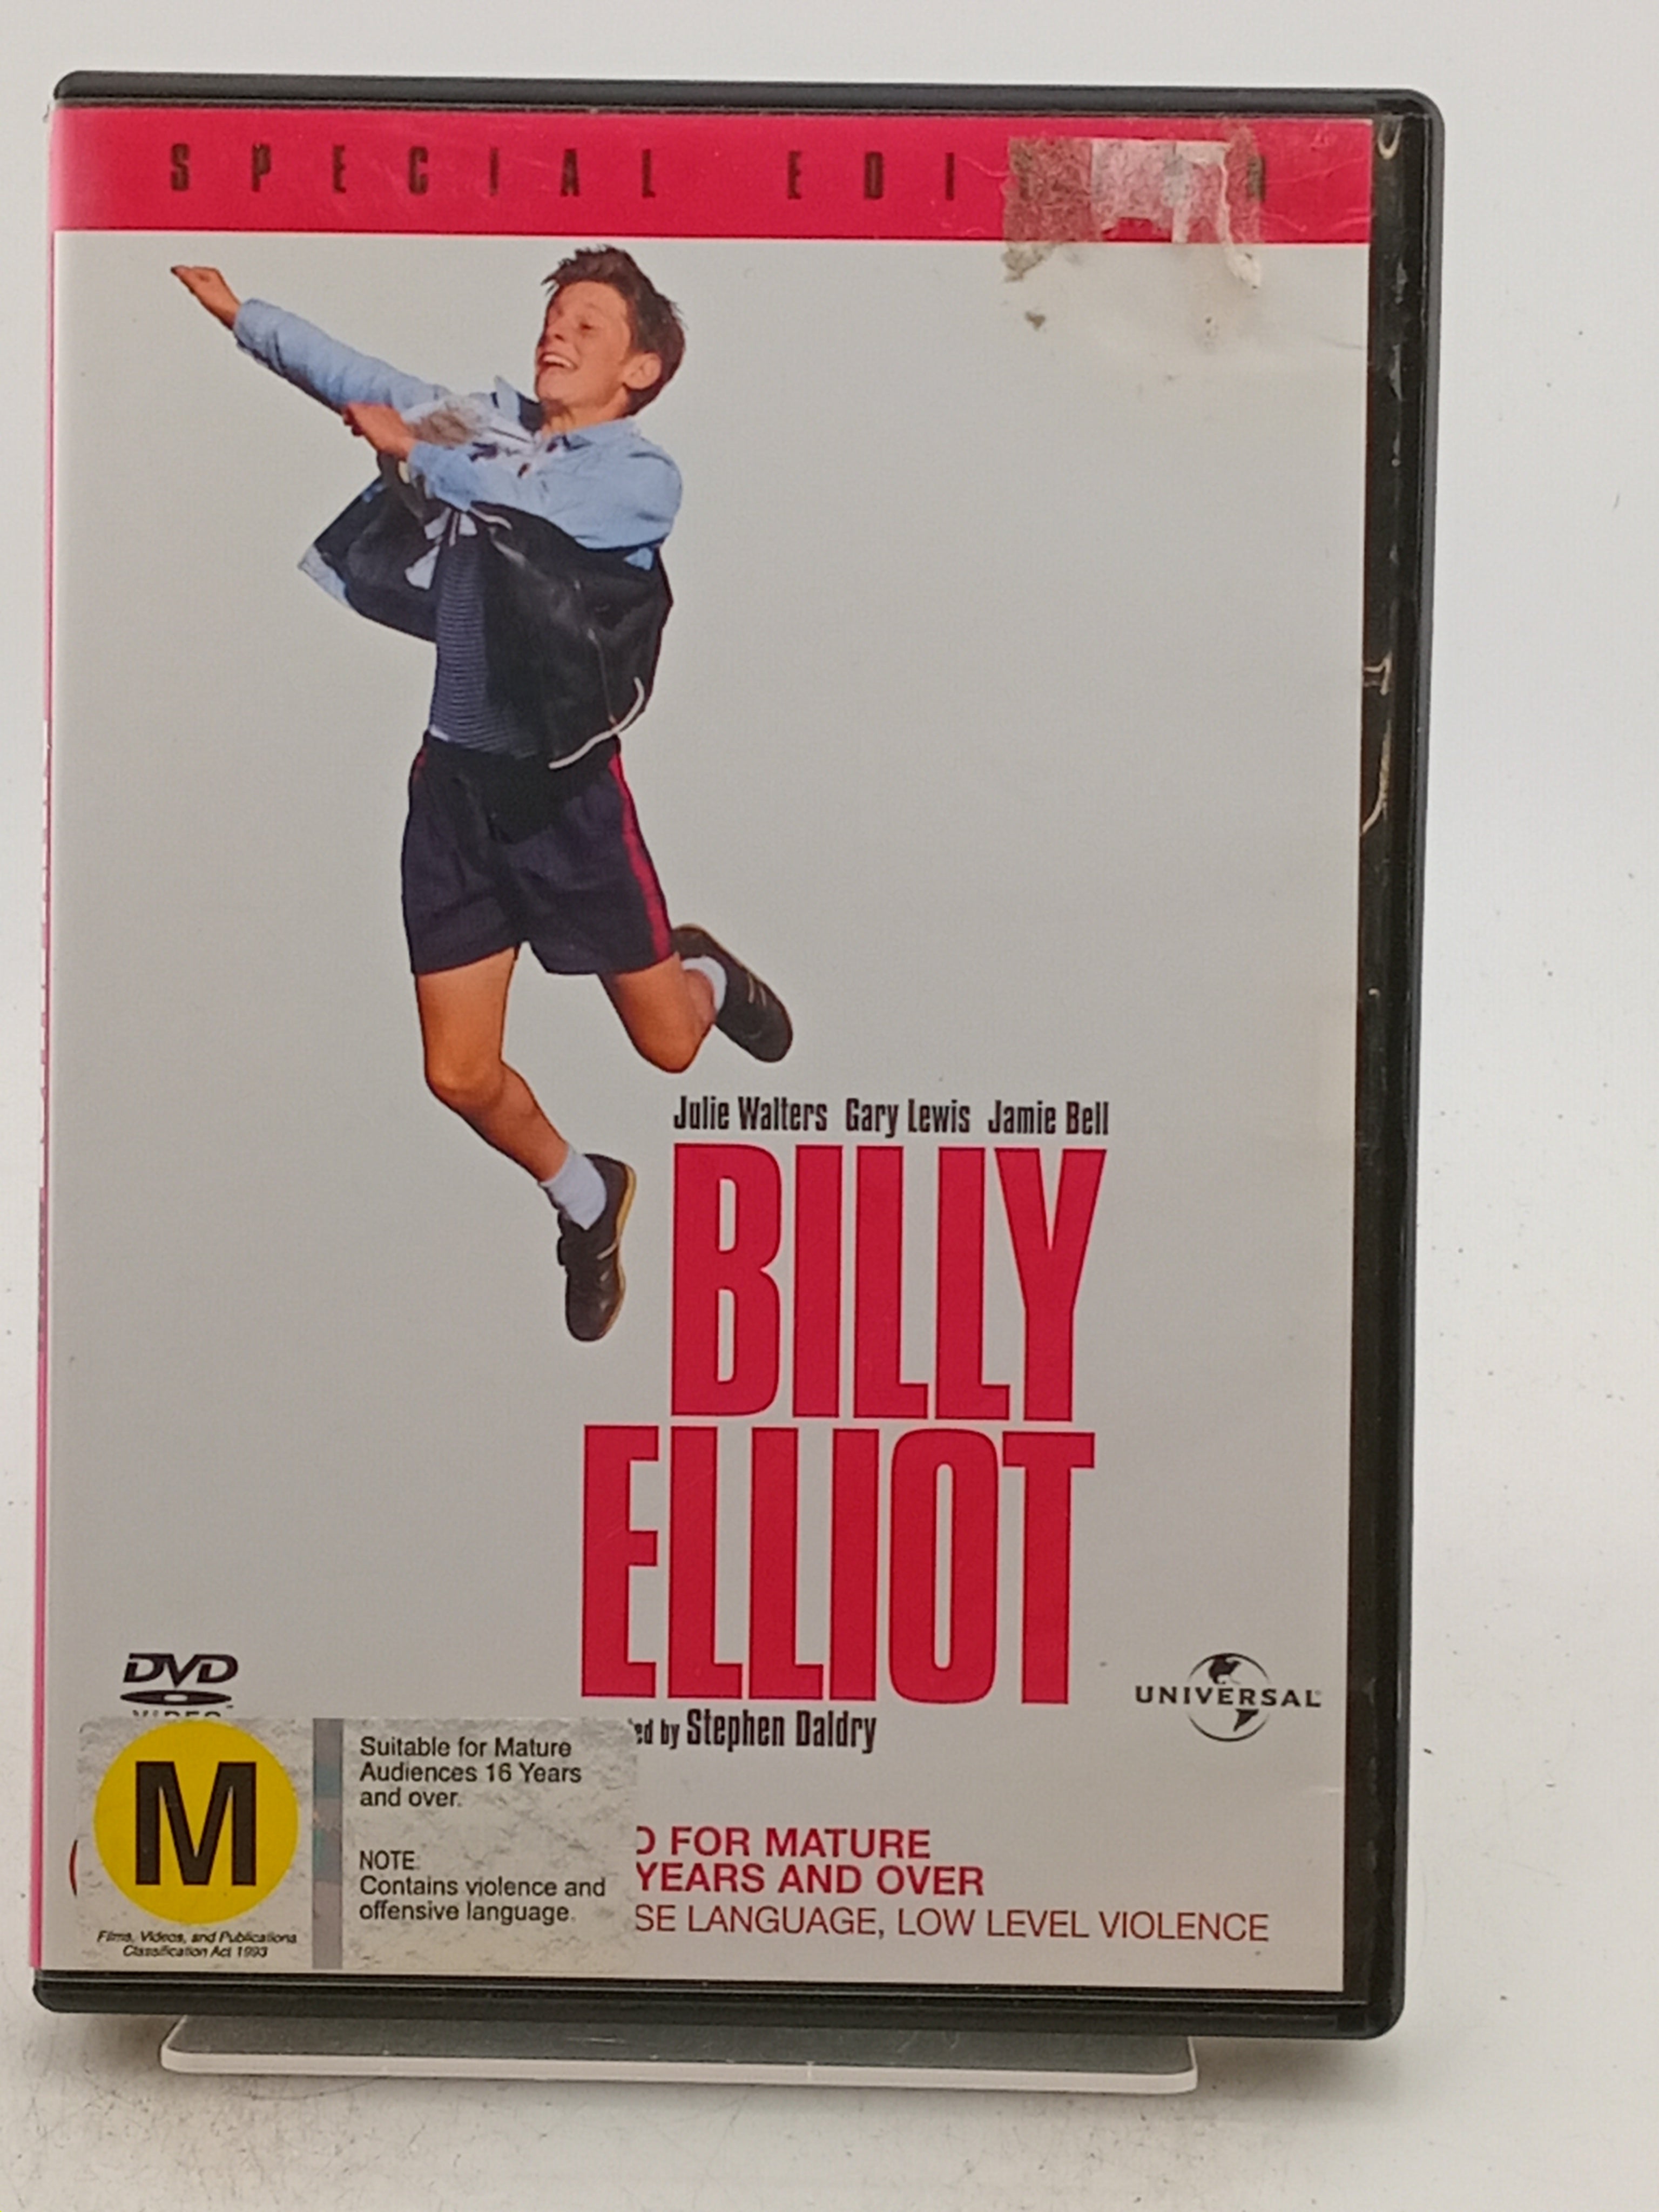 SPECIAL EDI
Julie Walters Gary Lewis Jamie Bell
BILLY
ELLIOT
DVD
UNIVERSAL
ed by Stephen Daldry
M
Films, Videos, and Publications
Classification Act 1993
Suitable for Mature
Audiences 16 Years
and over.
NOTE:
Contains violence and
offensive language.
D FOR MATURE
YEARS AND OVER
SE LANGUAGE, LOW LEVEL VIOLENCE